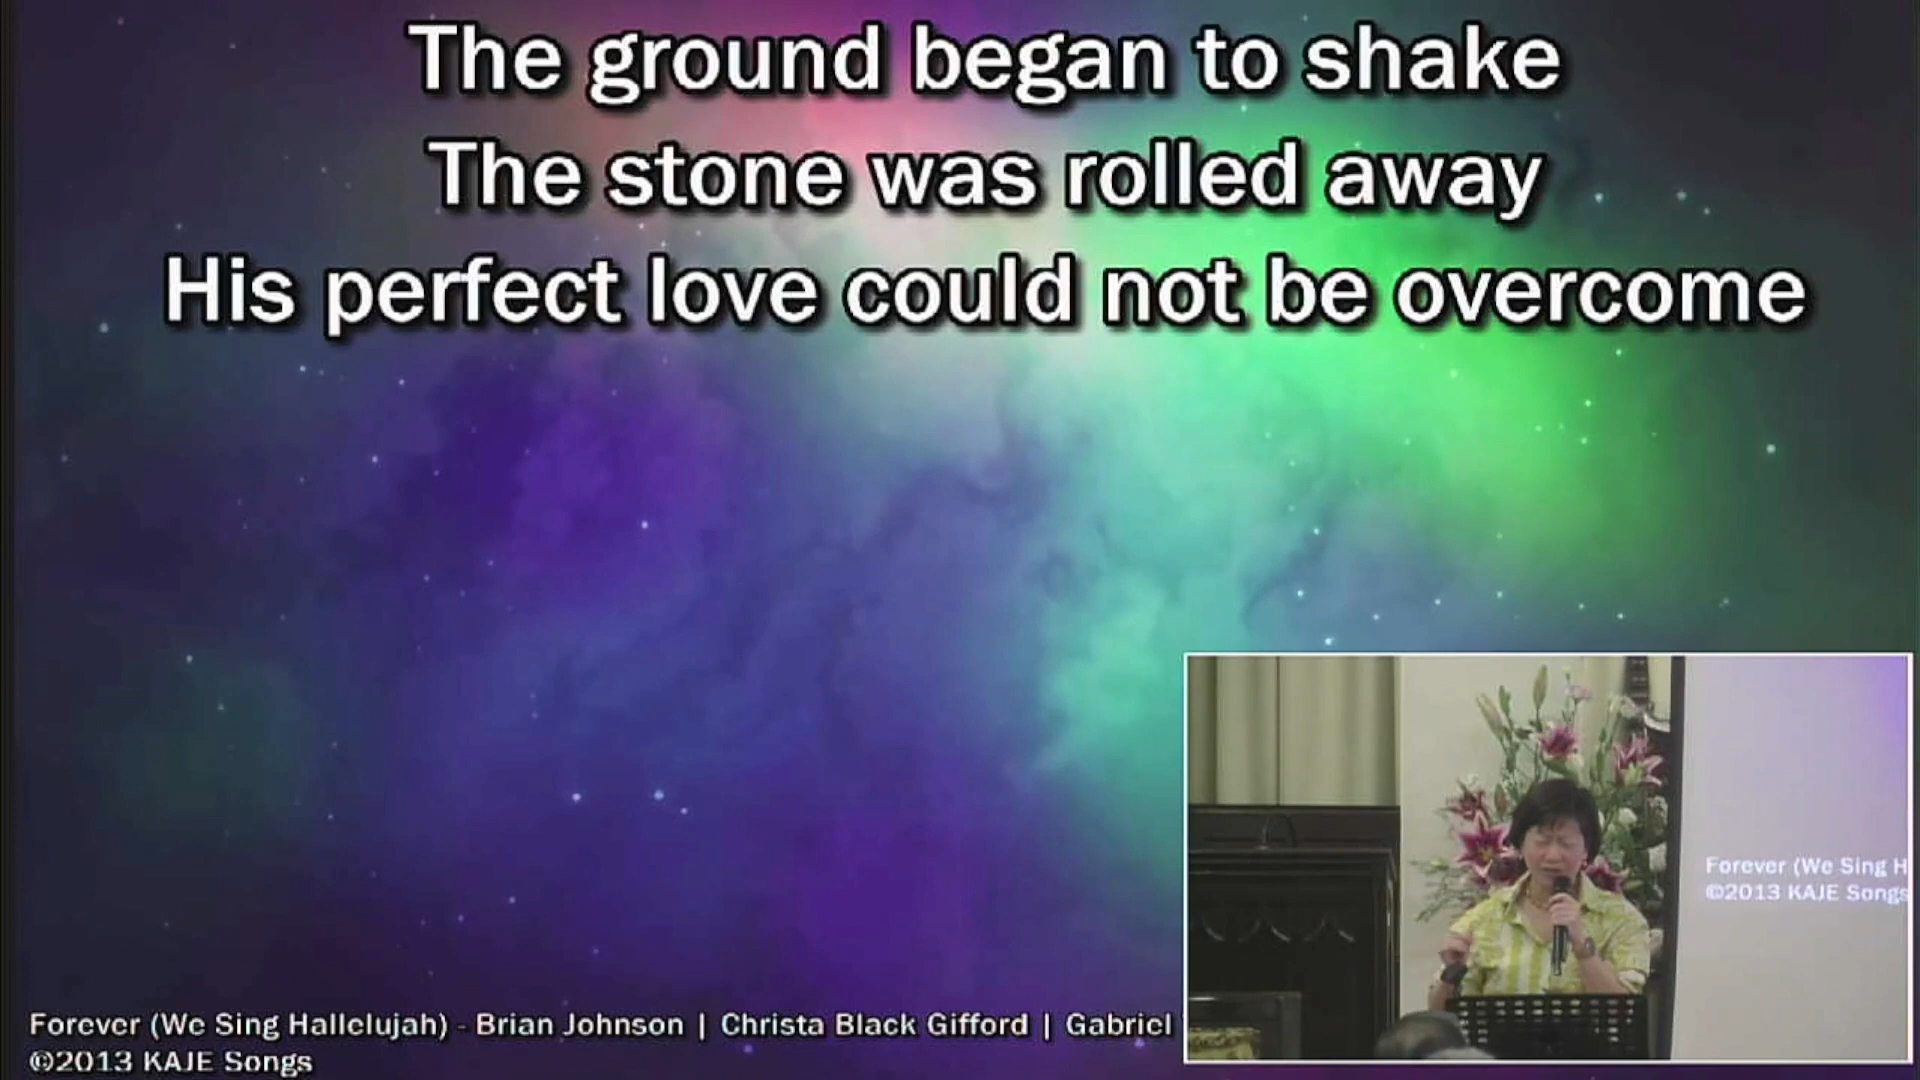 The ground began to shake
The stone was rolled away
His perfect love could not be overcome
Forever (We Sing Hallelujah) - Brian Johnson | Christa Black Gifford | Gabriel
©2013 KAJE Songs
Forever (We Sing H
©2013 KAJE Songs